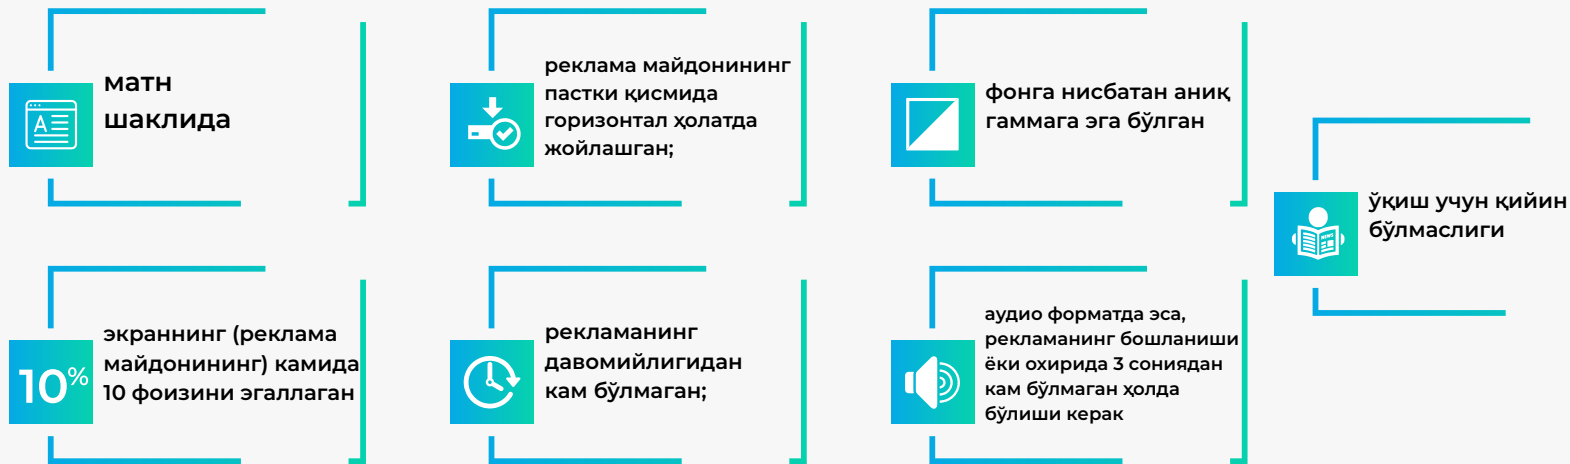 матн
шаклида
реклама майдонининг
пастки қисмида
горизонтал ҳолатда
жойлашган;
фонга нисбатан аниқ
гаммага эга бўлган
ўқиш учун қийин
бўлмаслиги
10%
экраннинг (реклама
майдонининг) камида
10 фоизини эгаллаган
рекламанинг
давомийлигидан
кам бўлмаган;
аудио форматда эса,
рекламанинг бошланиши
ёки охирида 3 сониядан
кам бўлмаган ҳолда
бўлиши керак
A
NEWS